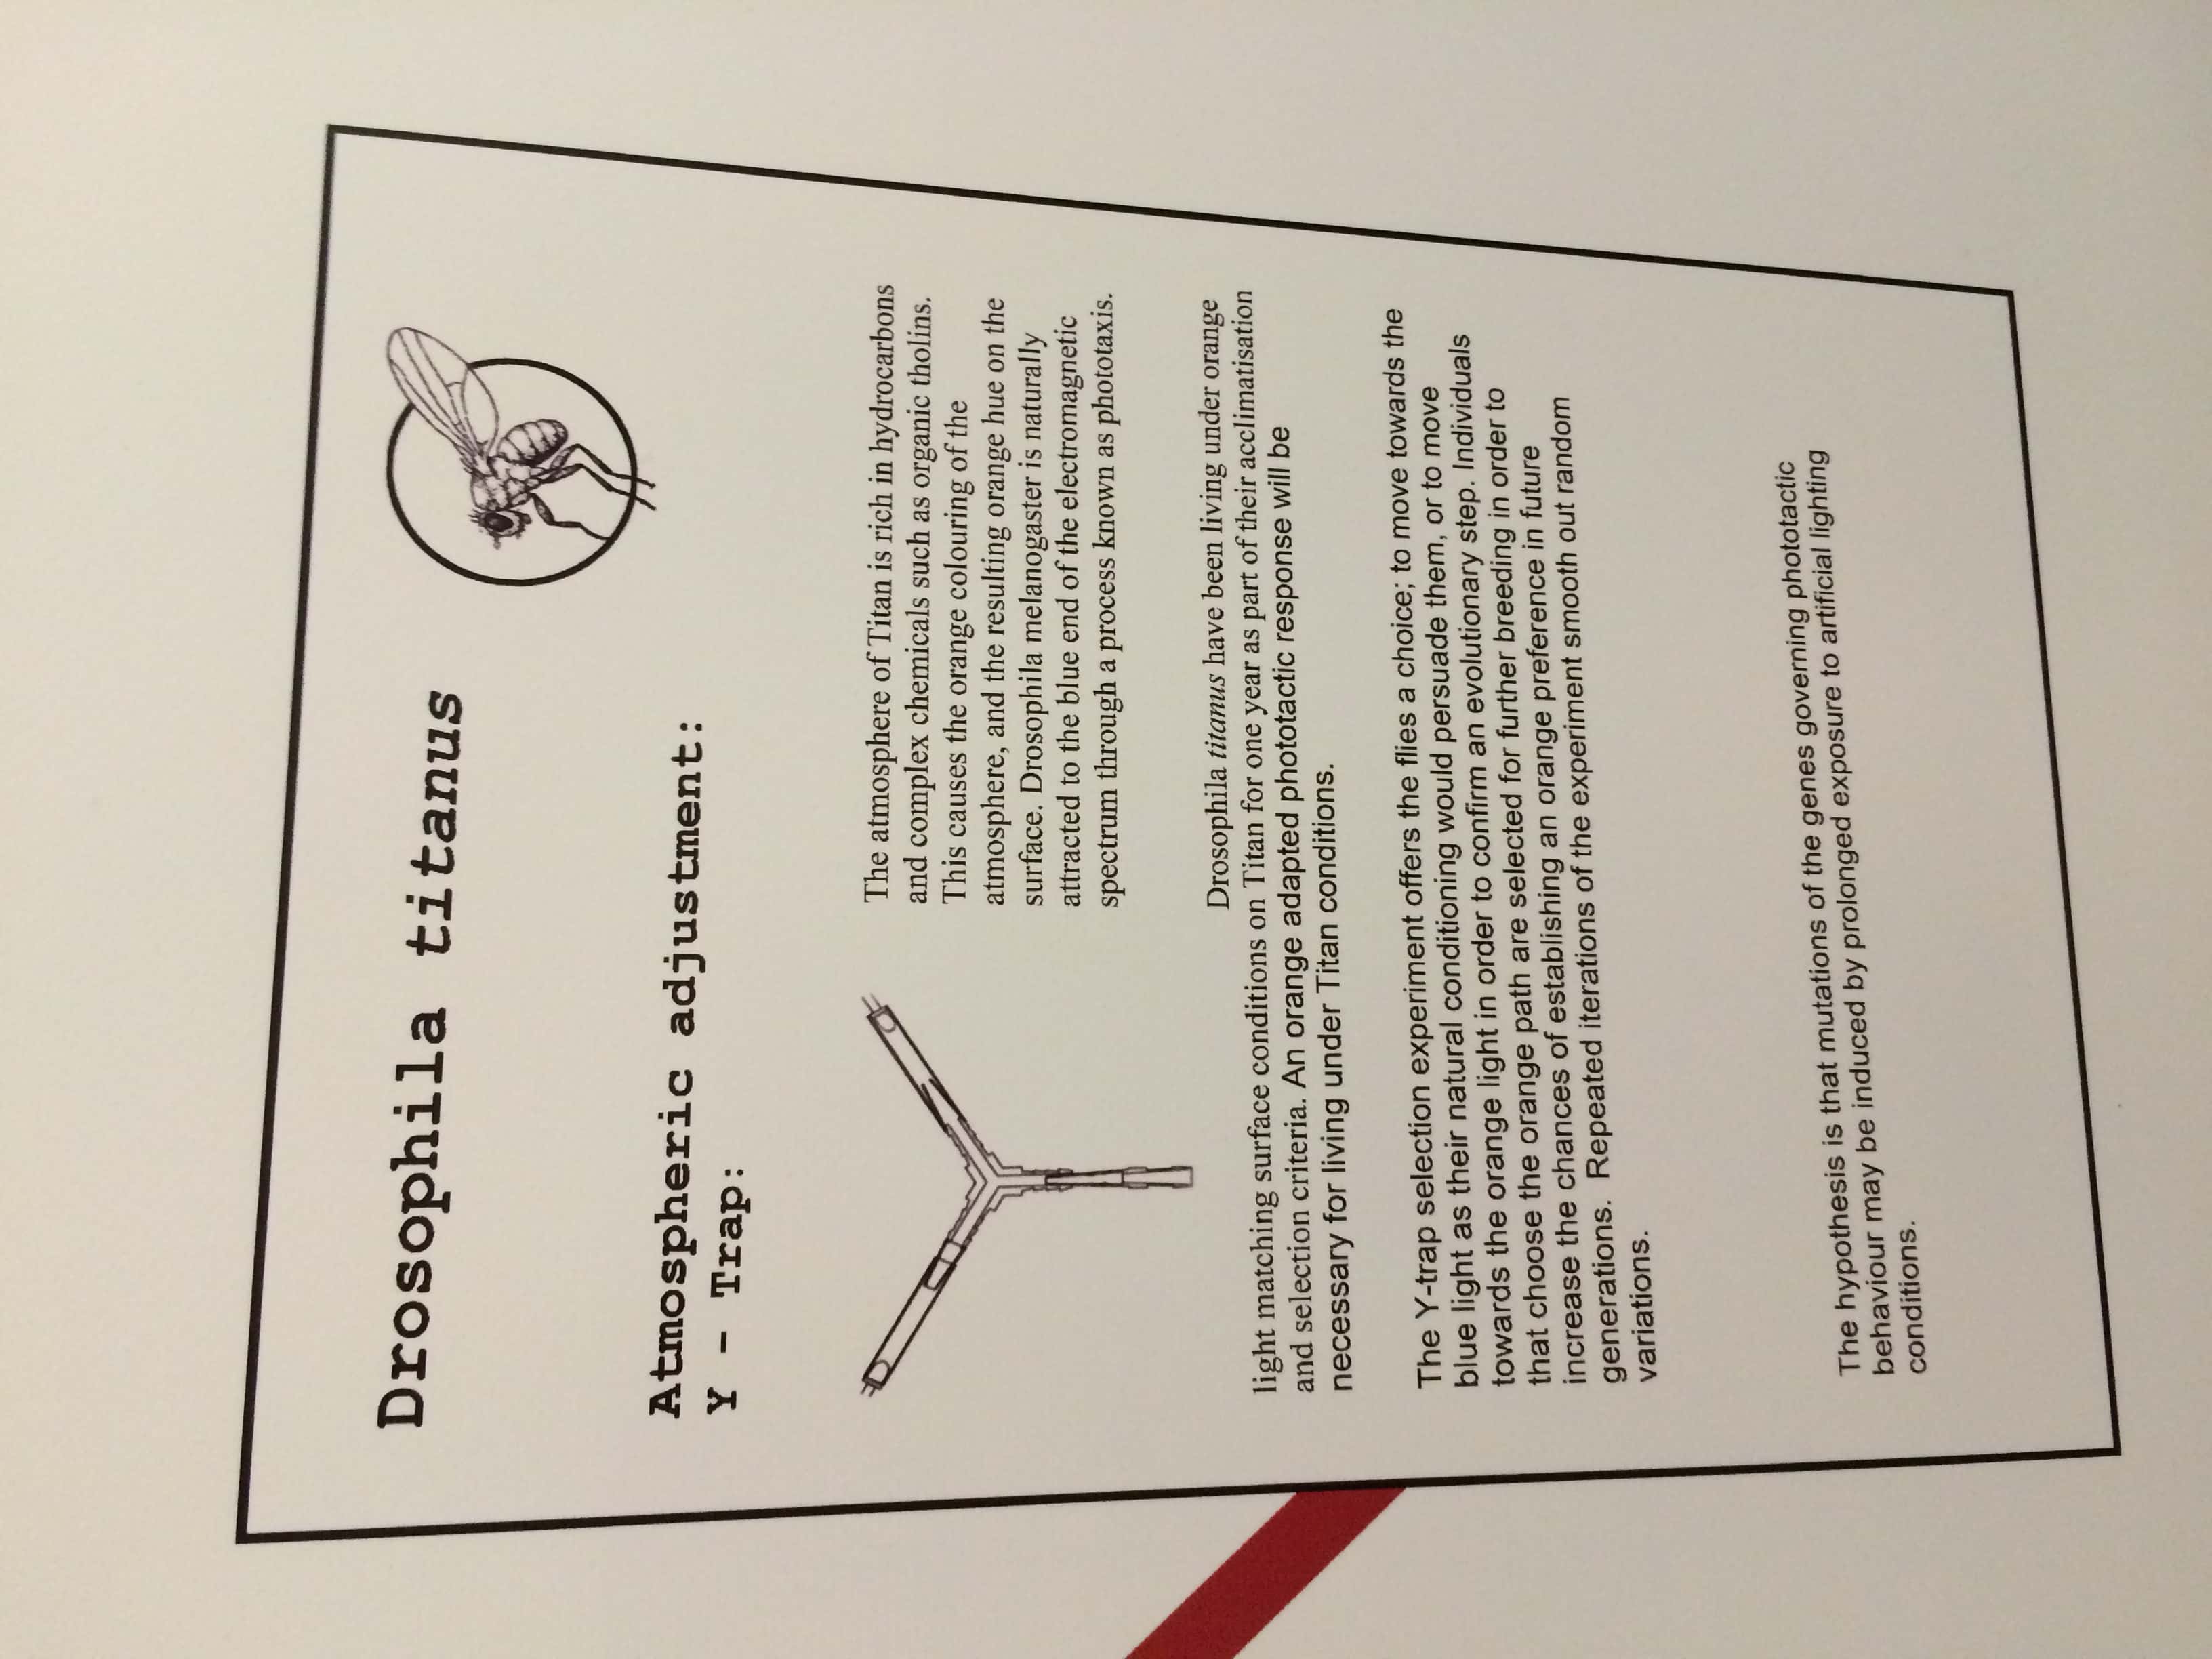 Drosophila titanus
Atmospheric adjustment:
Y - Trap:
The atmosphere of Titan is rich in hydrocarbons
and complex chemicals such as organic tholins.
This causes the orange colouring of the
atmosphere, and the resulting orange hue on the
surface. Drosophila melanogaster is naturally
attracted to the blue end of the electromagnetic
spectrum through a process known as phototaxis.
Drosophila titanus have been living under orange
light matching surface conditions on Titan for one year as part of their acclimatisation
and selection criteria. An orange adapted phototactic response will be
necessary for living under Titan conditions.
The Y-trap selection experiment offers the flies a choice; to move towards the
blue light as their natural conditioning would persuade them, or to move
towards the orange light in order to confirm an evolutionary step. Individuals
that choose the orange path are selected for further breeding in order to
increase the chances of establishing an orange preference in future
generations. Repeated iterations of the experiment smooth out random
variations.
The hypothesis is that mutations of the genes governing phototactic
behaviour may be induced by prolonged exposure to artificial lighting
conditions.